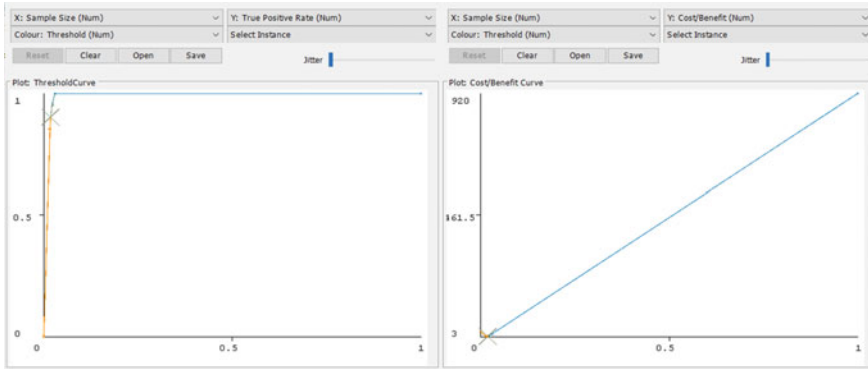 X: Sample Size (Num) Y: True Positive Rate (Num)
Colour: Threshold (Num) Select Instance
Reset Clear Open Save Jitter
Plot: ThresholdCurve
1
0.5
0
0 0.5 1
X: Sample Size (Num) Y: Cost/Benefit (Num)
Colour: Threshold (Num) Select Instance
Reset Clear Open Save Jitter
Plot: Cost/Benefit Curve
920
461.5
3
0 0.5 1